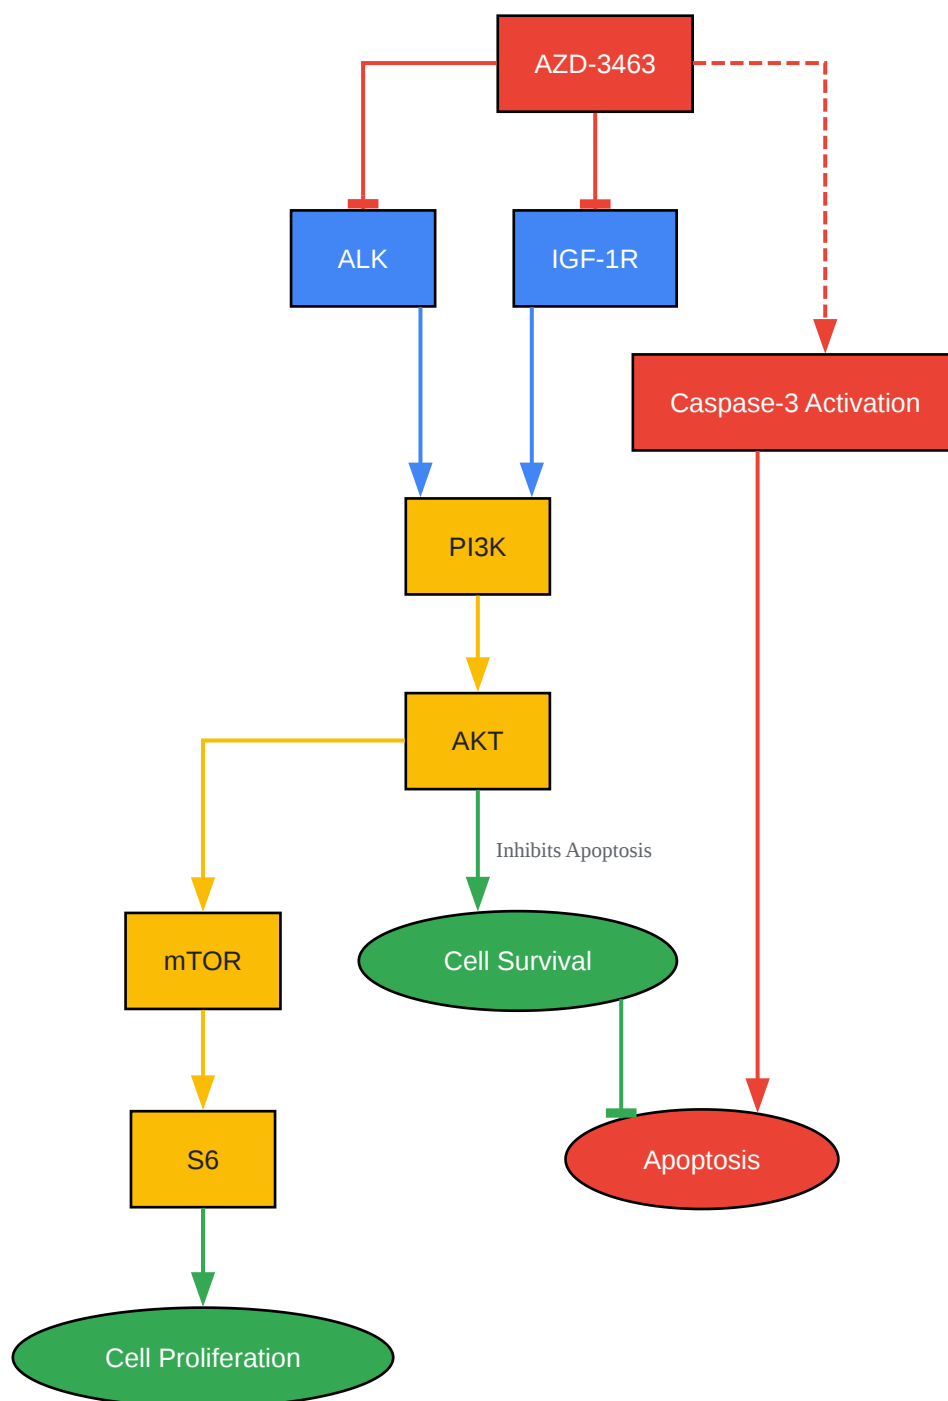 AZD-3463
ALK
IGF-1R
Caspase-3 Activation
PI3K
AKT
Inhibits Apoptosis
mTOR
Cell Survival
S6
Apoptosis
Cell Proliferation